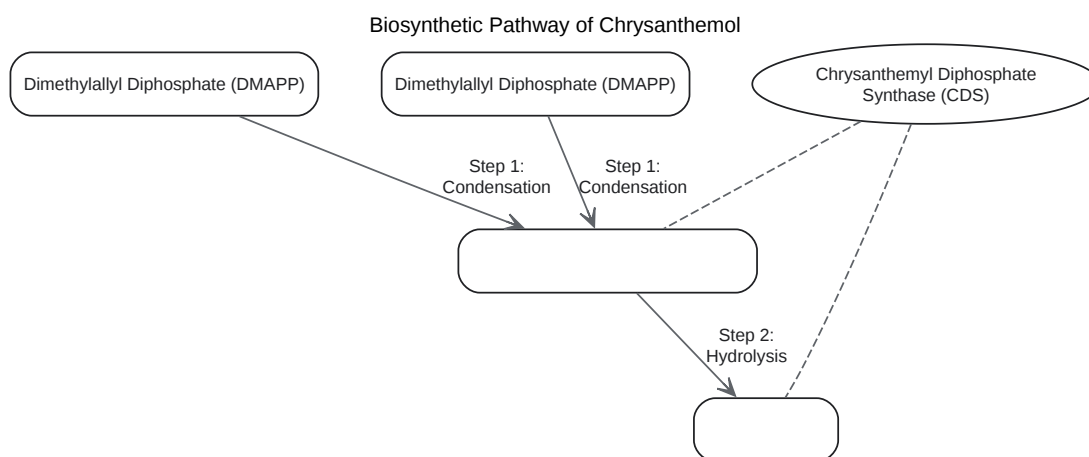 Biosynthetic Pathway of Chrysanthemol
Dimethylallyl Diphosphate (DMAPP)
Dimethylallyl Diphosphate (DMAPP)
Chrysanthemyl Diphosphate
Synthase (CDS)
Step 1:
Condensation
Step 1:
Condensation
Step 2:
Hydrolysis